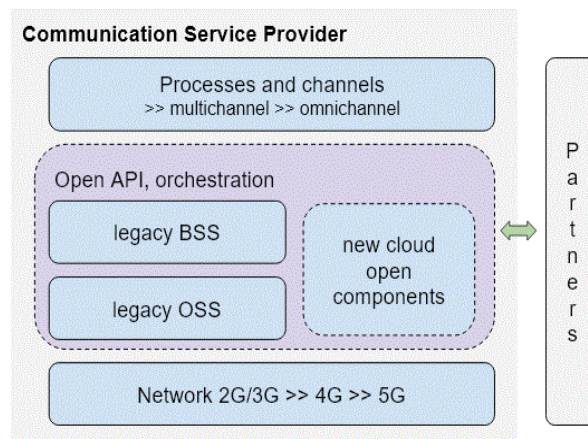 Communication Service Provider
Processes and channels
>> multichannel >> omnichannel
Open API, orchestration
legacy BSS
legacy OSS
new cloud
open
components
Network 2G/3G >> 4G >> 5G
Partners